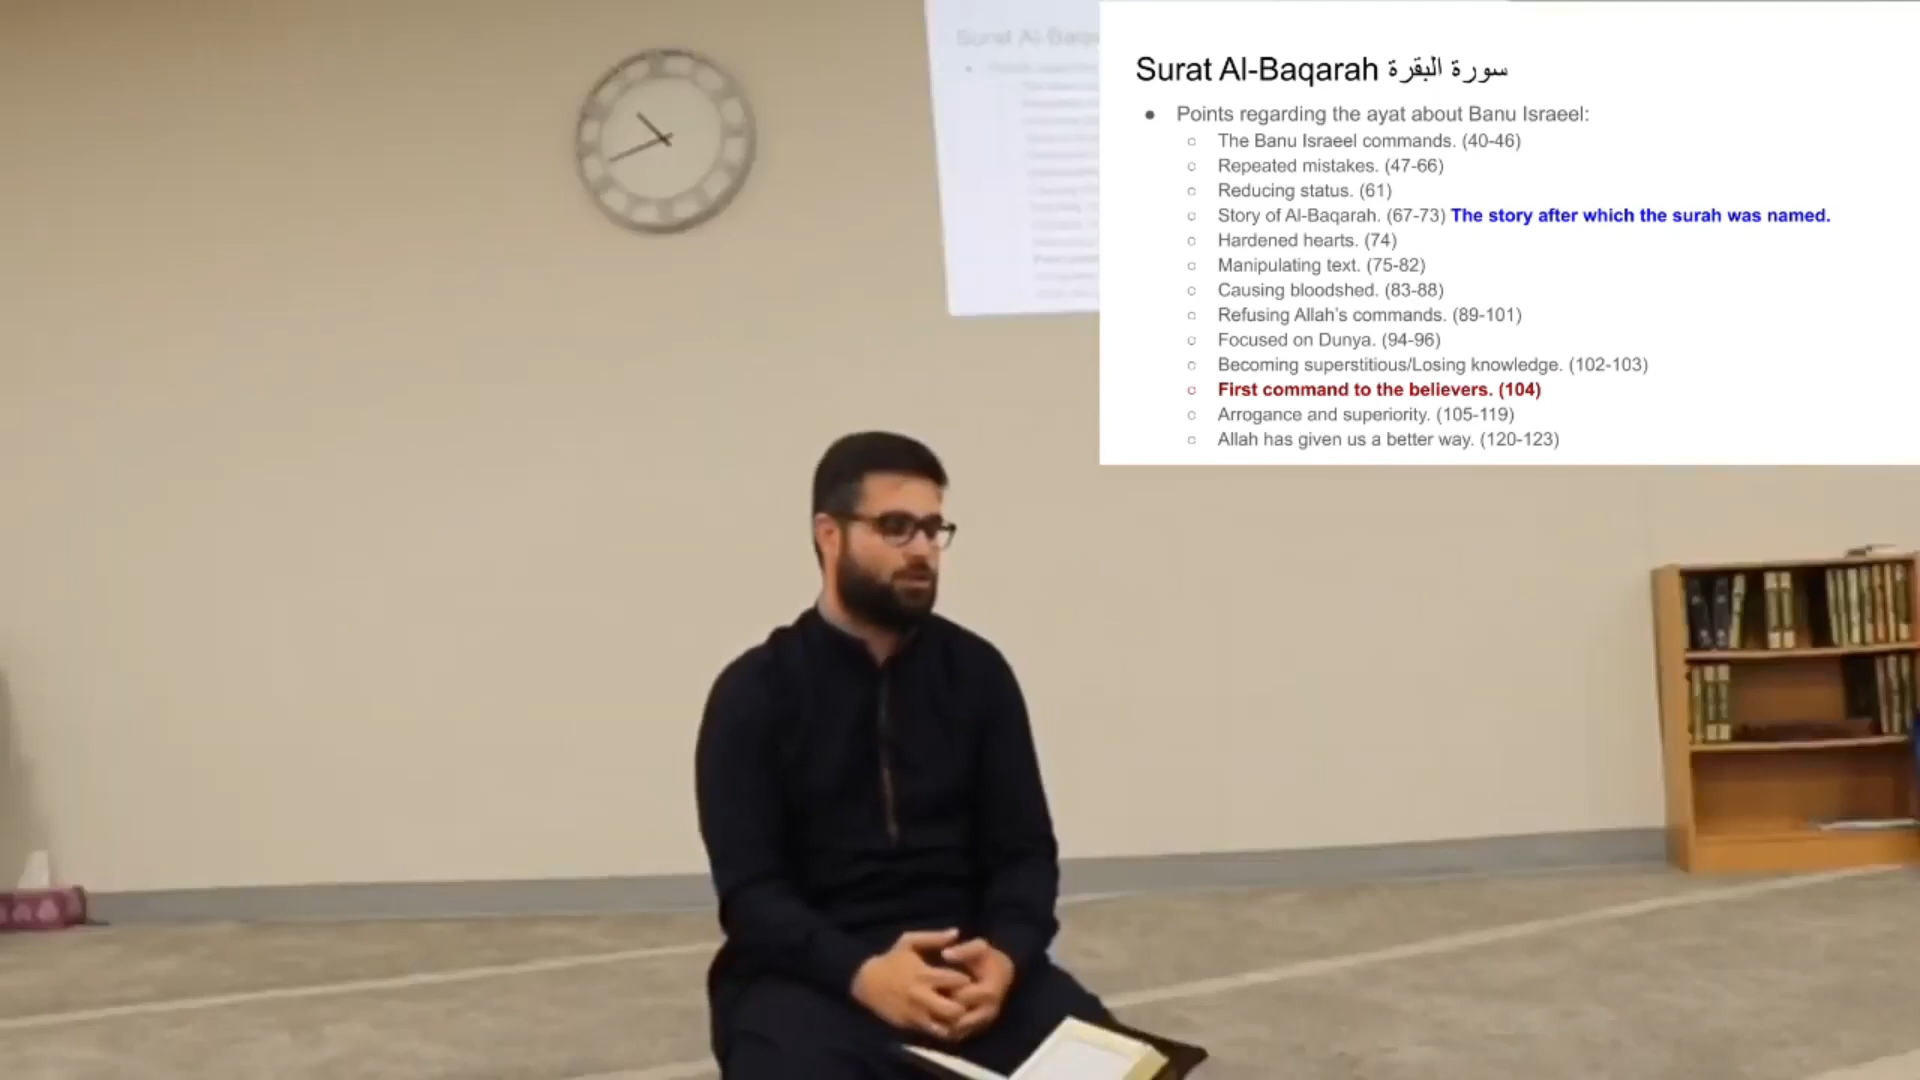 Surat Al-Baqarah سورة البقرة
● Points regarding the ayat about Banu Israeel:
○ The Banu Israeel commands. (40-46)
○ Repeated mistakes. (47-66)
○ Reducing status. (61)
○ Story of Al-Baqarah. (67-73) The story after which the surah was named.
○ Hardened hearts. (74)
○ Manipulating text. (75-82)
○ Causing bloodshed. (83-88)
○ Refusing Allah's commands. (89-101)
○ Focused on Dunya. (94-96)
○ Becoming superstitious/Losing knowledge. (102-103)
○ First command to the believers. (104)
○ Arrogance and superiority. (105-119)
○ Allah has given us a better way. (120-123)